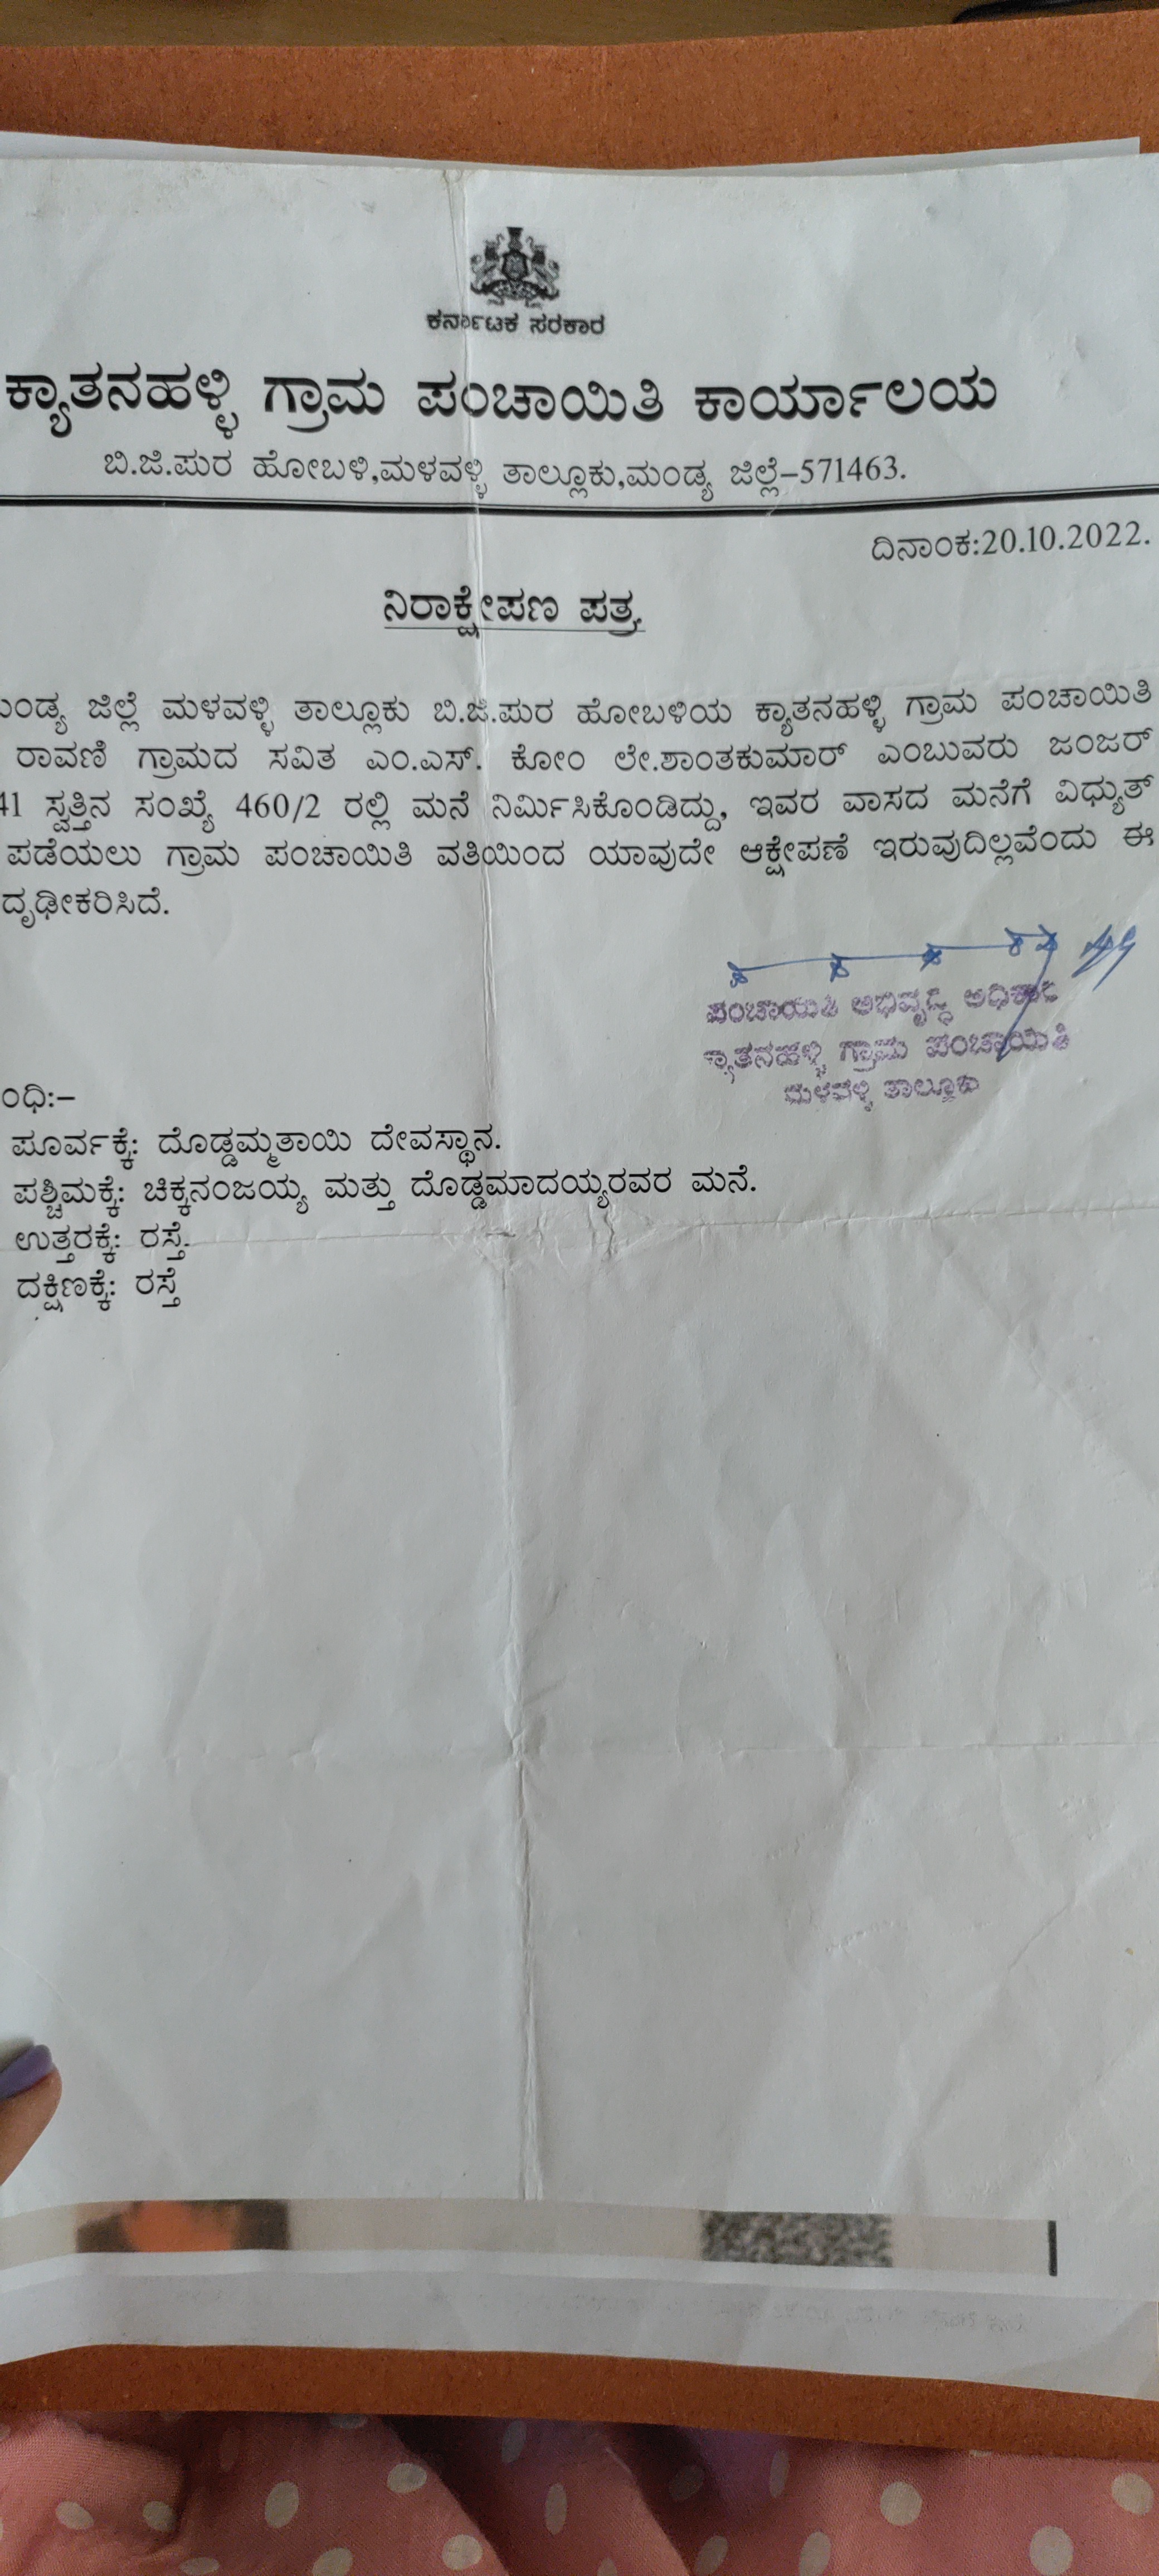 ಕರ್ನಾಟಕ ಸರಕಾರ
ಕ್ಯಾತನಹಳ್ಳಿ ಗ್ರಾಮ ಪಂಚಾಯಿತಿ ಕಾರ್ಯಾಲಯ
ಬಿ.ಜಿ.ಪುರ ಹೋಬಳಿ,ಮಳವಳ್ಳಿ ತಾಲ್ಲೂಕು,ಮಂಡ್ಯ ಜಿಲ್ಲೆ-571463.
ದಿನಾಂಕ:20.10.2022.
ನಿರಾಕ್ಷೇಪಣ ಪತ್ರ
ಮಂಡ್ಯ ಜಿಲ್ಲೆ ಮಳವಳ್ಳಿ ತಾಲ್ಲೂಕು ಬಿ.ಜಿ.ಪುರ ಹೋಬಳಿಯ ಕ್ಯಾತನಹಳ್ಳಿ ಗ್ರಾಮ ಪಂಚಾಯಿತಿ
ರಾವಣಿ ಗ್ರಾಮದ ಸವಿತ ಎಂ.ಎಸ್. ಕೋಂ ಲೇ.ಶಾಂತಕುಮಾರ್ ಎಂಬುವರು ಜಂಜರ್
41 ಸ್ವತ್ತಿನ ಸಂಖ್ಯೆ 460/2 ರಲ್ಲಿ ಮನೆ ನಿರ್ಮಿಸಿಕೊಂಡಿದ್ದು, ಇವರ ವಾಸದ ಮನೆಗೆ ವಿಧ್ಯುತ್
ಪಡೆಯಲು ಗ್ರಾಮ ಪಂಚಾಯಿತಿ ವತಿಯಿಂದ ಯಾವುದೇ ಆಕ್ಷೇಪಣೆ ಇರುವುದಿಲ್ಲವೆಂದು ಈ
ದೃಢೀಕರಿಸಿದೆ.
ಪಂಚಾಯಿತಿ ಅಭಿವೃದ್ಧಿ ಅಧಿಕಾರಿ
ಕ್ಯಾತನಹಳ್ಳಿ ಗ್ರಾಮ ಪಂಚಾಯಿತಿ
ಮಳವಳ್ಳಿ ತಾಲ್ಲೂಕು
ಂಧಿ:-
ಪೂರ್ವಕ್ಕೆ: ದೊಡ್ಡಮ್ಮತಾಯಿ ದೇವಸ್ಥಾನ.
ಪಶ್ಚಿಮಕ್ಕೆ: ಚಿಕ್ಕನಂಜಯ್ಯ ಮತ್ತು ದೊಡ್ಡಮಾದಯ್ಯರವರ ಮನೆ.
ಉತ್ತರಕ್ಕೆ: ರಸ್ತೆ.
ದಕ್ಷಿಣಕ್ಕೆ: ರಸ್ತೆ